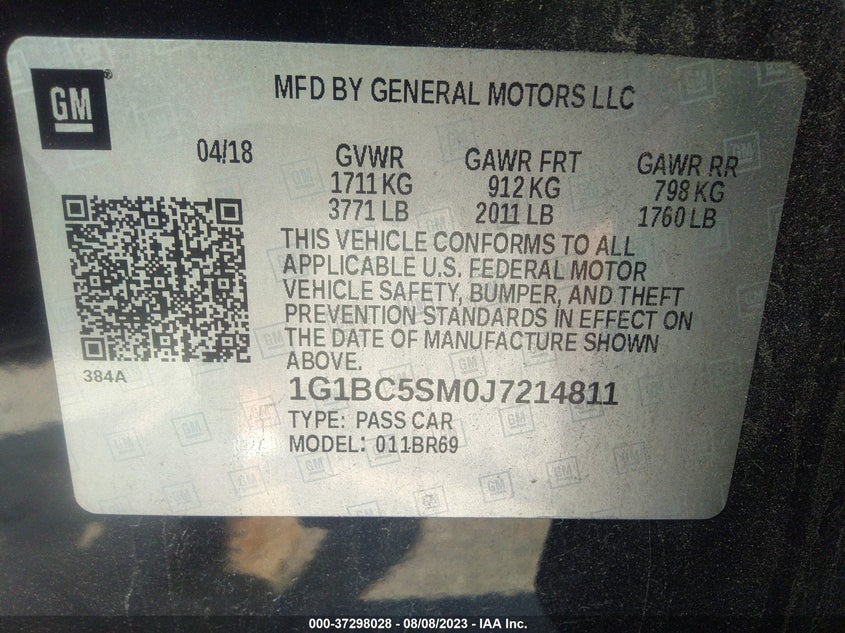 GM
MFD BY GENERAL MOTORS LLC
04/18 GVWR GAWR FRT GAWR RR
1711 KG 912 KG 798 KG
3771 LB 2011 LB 1760 LB
THIS VEHICLE CONFORMS TO ALL
APPLICABLE U.S. FEDERAL MOTOR
VEHICLE SAFETY, BUMPER, AND THEFT
PREVENTION STANDARDS IN EFFECT ON
THE DATE OF MANUFACTURE SHOWN
ABOVE.
384A
1G1BC5SM0J7214811
TYPE: PASS CAR
MODEL: 011BR69
000-37298028 - 08/08/2023 - IAA Inc.